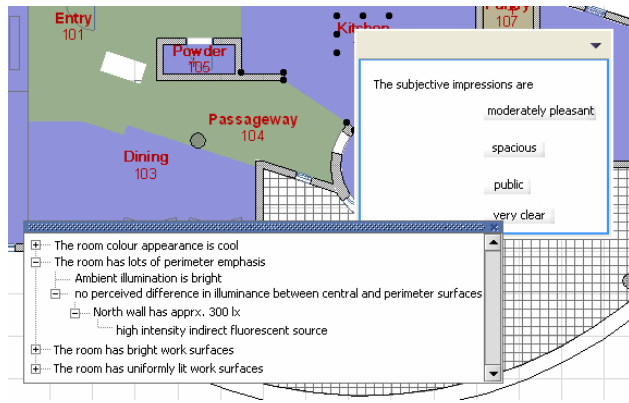 Entry
101
Kitchen
Pantry
107
Powder
105
Passageway
104
Dining
103
The subjective impressions are
moderately pleasant
spacious
public
very clear
The room colour appearance is cool
The room has lots of perimeter emphasis
Ambient illumination is bright
no perceived difference in illuminance between central and perimeter surfaces
North wall has apprx. 300 lx
high intensity indirect fluorescent source
The room has bright work surfaces
The room has uniformly lit work surfaces